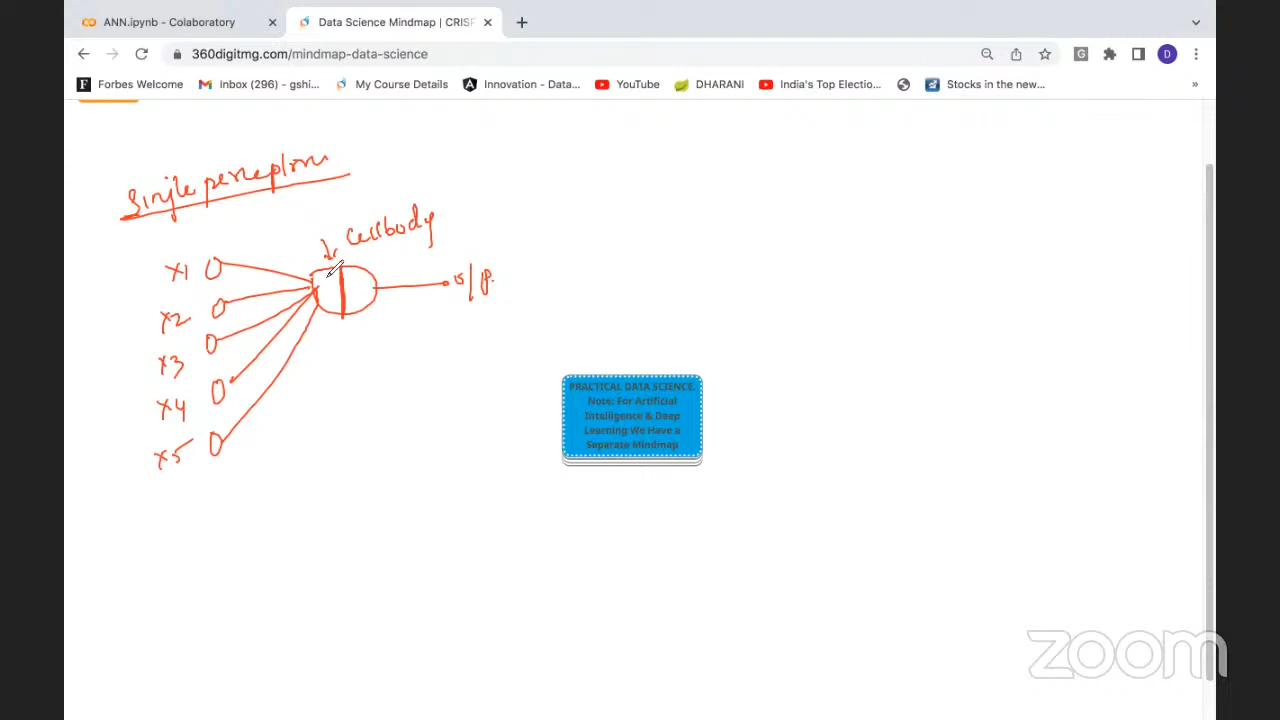 ANN.ipynb - Colaboratory
Data Science Mindmap | CRISP
360digitmg.com/mindmap-data-science
D
Forbes Welcome
Inbox (296) - gshi...
My Course Details
Innovation - Data...
YouTube
DHARANI
India's Top Electio...
Stocks in the new...
»
Single perceptron
cellbody
x1
x2
x3
x4
x5
o/p.
PRACTICAL DATA SCIENCE.
Note: For Artificial
Intelligence & Deep
Learning We Have a
Separate Mindmap
zoom